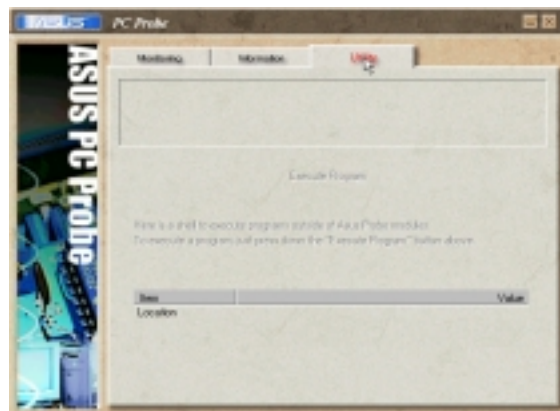 ASUS PC Probe
ASUS PC Probe
Monitoring Information Utility
Execute Program
Here is a shell to execute program outside of Asus Probe modules
To execute a program just press down the "Execute Program" button above
Item Value
Location